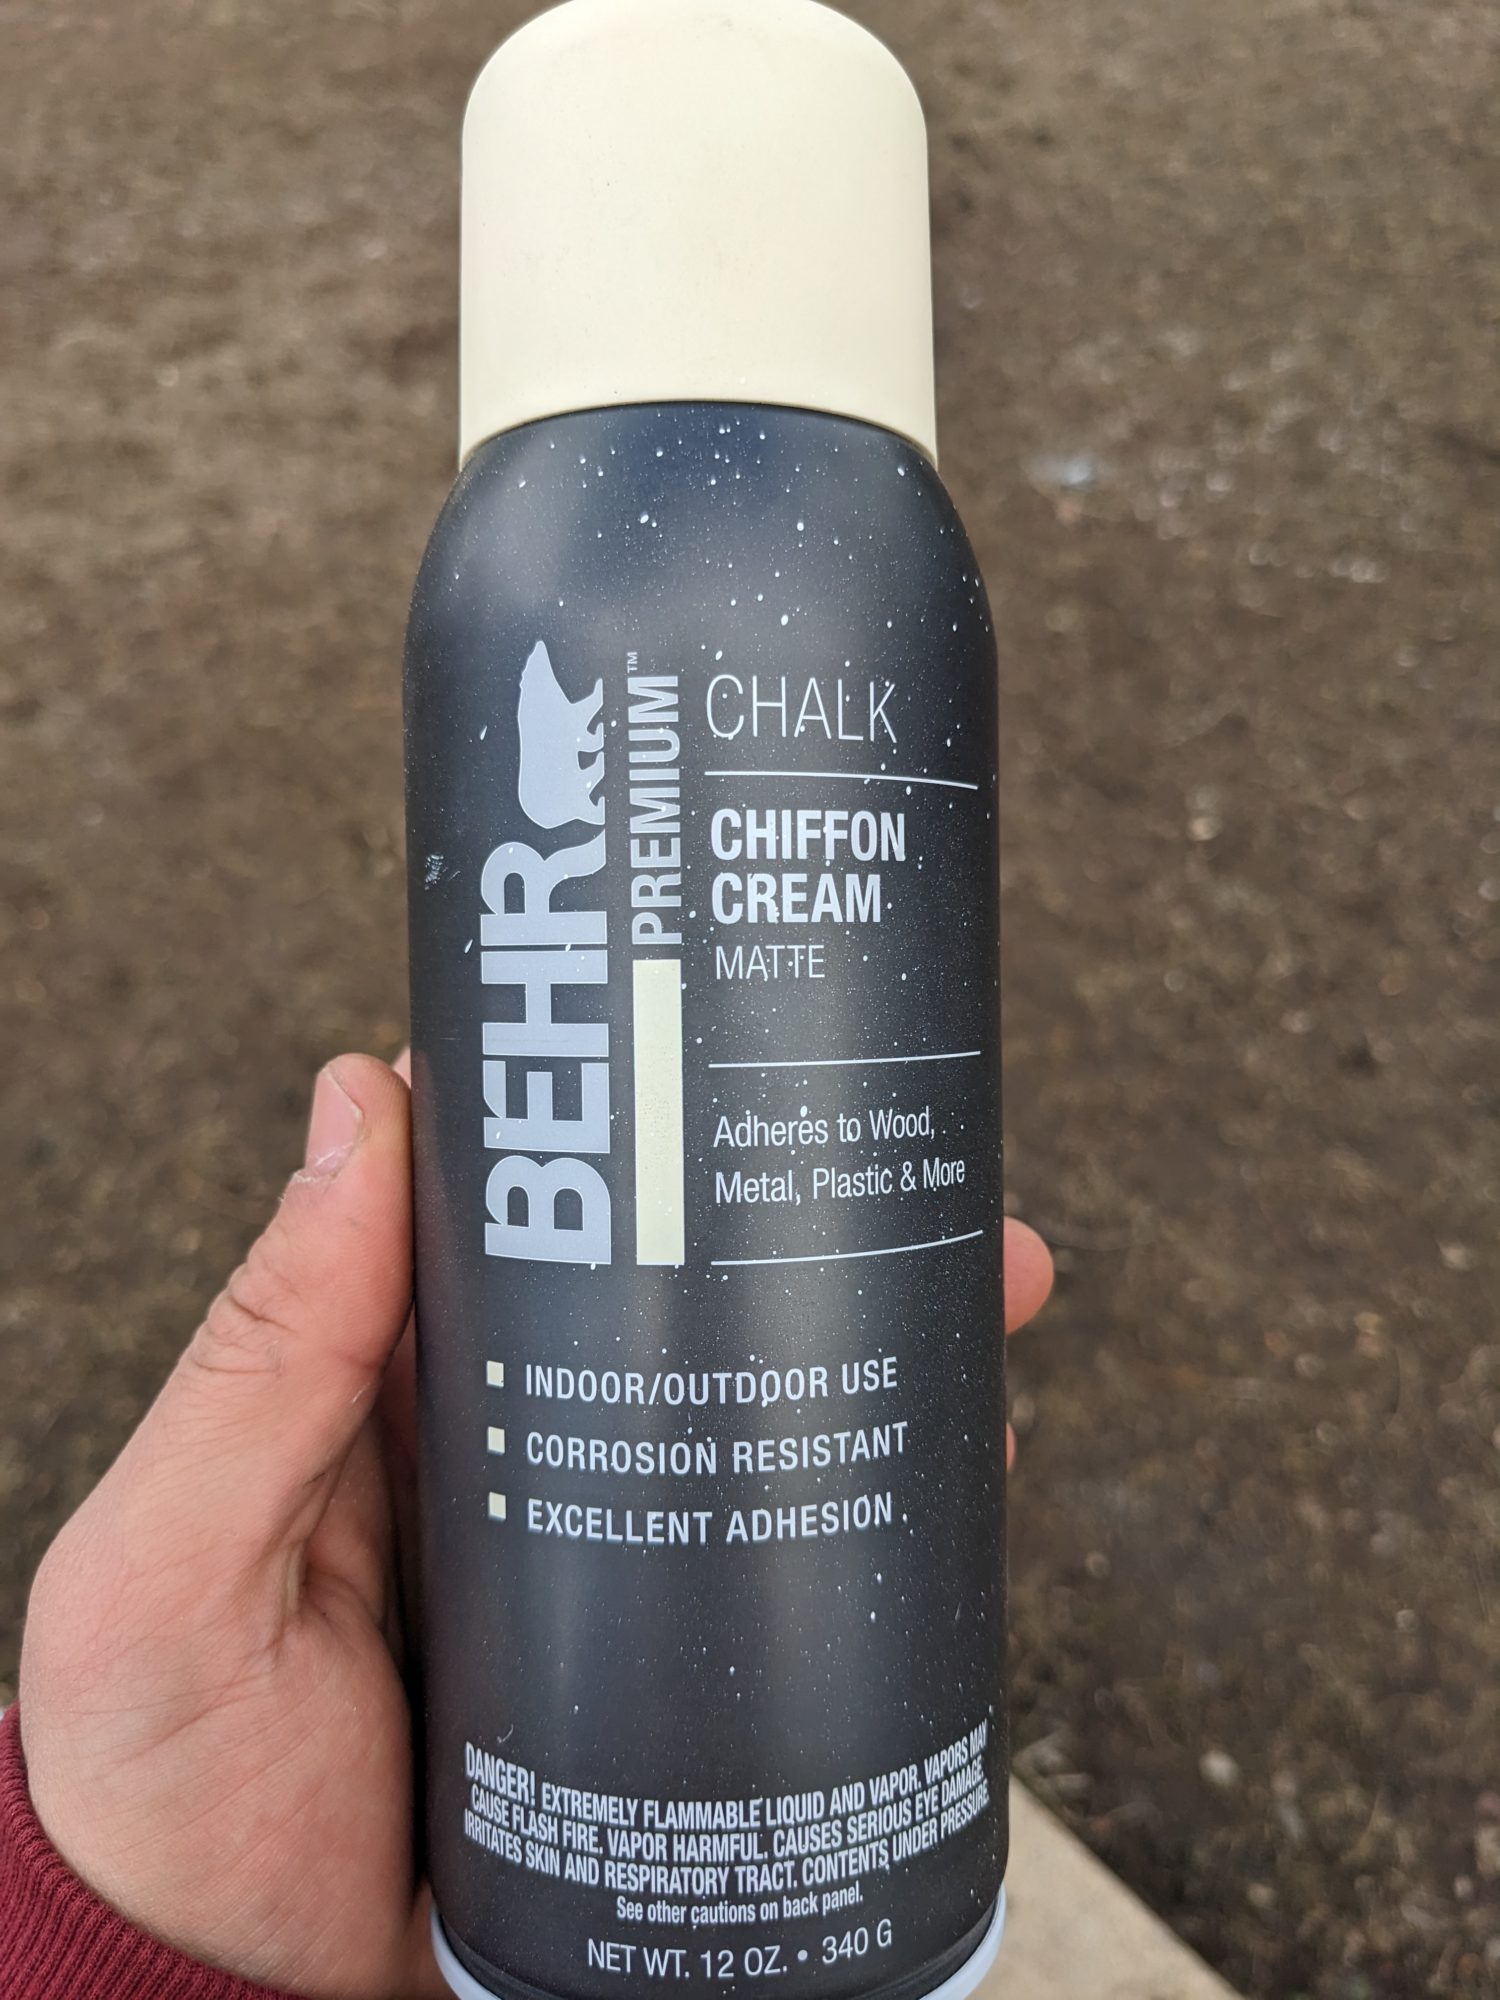 BEHR
PREMIUM™
CHALK
CHIFFON
CREAM
MATTE
Adheres to Wood,
Metal, Plastic & More
INDOOR/OUTDOOR USE
CORROSION RESISTANT
EXCELLENT ADHESION
DANGER! EXTREMELY FLAMMABLE LIQUID AND VAPOR. VAPORS MAY
CAUSE FLASH FIRE. VAPOR HARMFUL. CAUSES SERIOUS EYE DAMAGE.
IRRITATES SKIN AND RESPIRATORY TRACT. CONTENTS UNDER PRESSURE.
See other cautions on back panel.
NET WT. 12 OZ. • 340 G